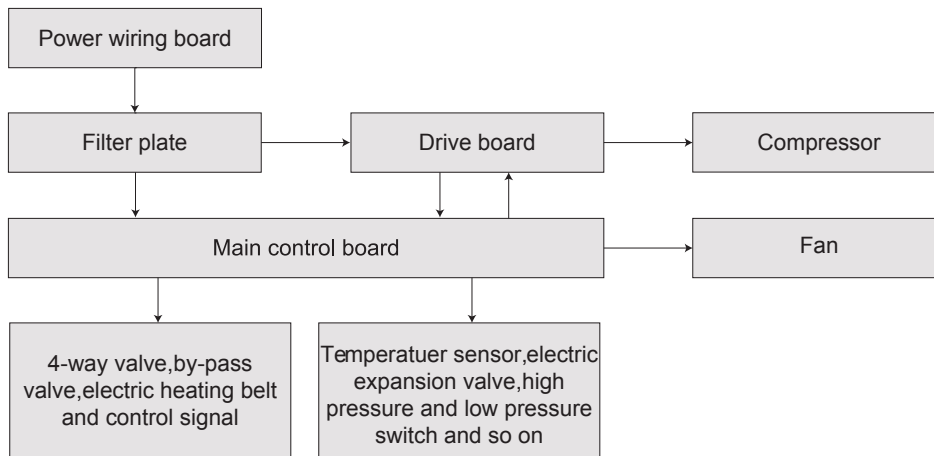 Power wiring board
Filter plate
Drive board
Compressor
Main control board
Fan
4-way valve,by-pass
valve,electric heating belt
and control signal
Temperatuer sensor,electric
expansion valve,high
pressure and low pressure
switch and so on